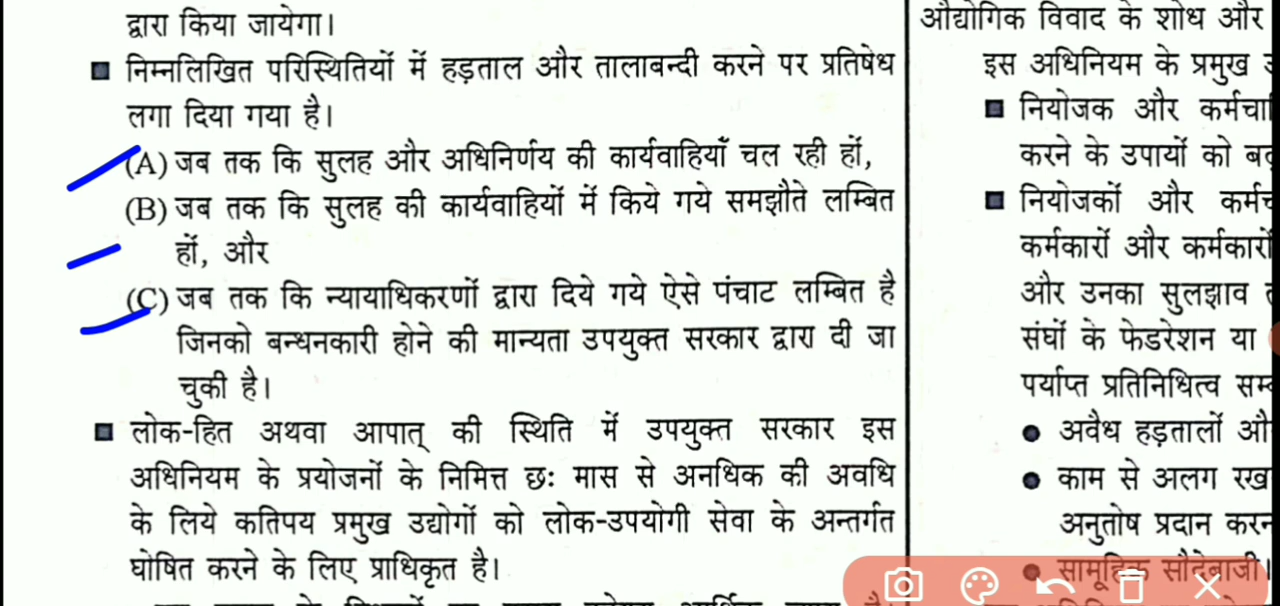 द्वारा किया जायेगा।
निम्नलिखित परिस्थितियों में हड़ताल और तालाबन्दी करने पर प्रतिषेध
लगा दिया गया है।
(A) जब तक कि सुलह और अधिनिर्णय की कार्यवाहियाँ चल रही हों,
(B) जब तक कि सुलह की कार्यवाहियों में किये गये समझौते लम्बित
हों, और
(C) जब तक कि न्यायाधिकरणों द्वारा दिये गये ऐसे पंचाट लम्बित है
जिनको बन्धनकारी होने की मान्यता उपयुक्त सरकार द्वारा दी जा
चुकी है।
लोक-हित अथवा आपात् की स्थिति में उपयुक्त सरकार इस
अधिनियम के प्रयोजनों के निमित्त छः मास से अनधिक की अवधि
के लिये कतिपय प्रमुख उद्योगों को लोक-उपयोगी सेवा के अन्तर्गत
घोषित करने के लिए प्राधिकृत है।
औद्योगिक विवाद के शोध और
इस अधिनियम के प्रमुख
नियोजक और
करने के उपायों को
नियोजकों और
कर्मकारों और कर्मकारों
और उनका सुलझाव
संघों के फेडरेशन या
पर्याप्त प्रतिनिधित्व
अवैध हड़तालों
काम से अलग
अनुतोष प्रदान
सामूहिक सौदेबाजी।